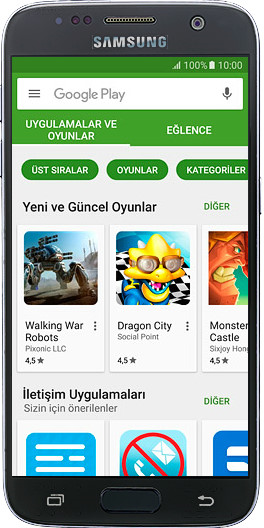 SAMSUNG
100% 10:00
Google Play
UYGULAMALAR VE
OYUNLAR
EĞLENCE
ÜST SIRALAR
OYUNLAR
KATEGORİLER
Yeni ve Güncel Oyunlar
DİĞER
Walking War
Robots
Pixonic LLC
4,5★
Dragon City
Social Point
4,5★
Monster
Castle
Sixjoy Hong
4,5★
İletişim Uygulamaları
Sizin için önerilenler
DİĞER